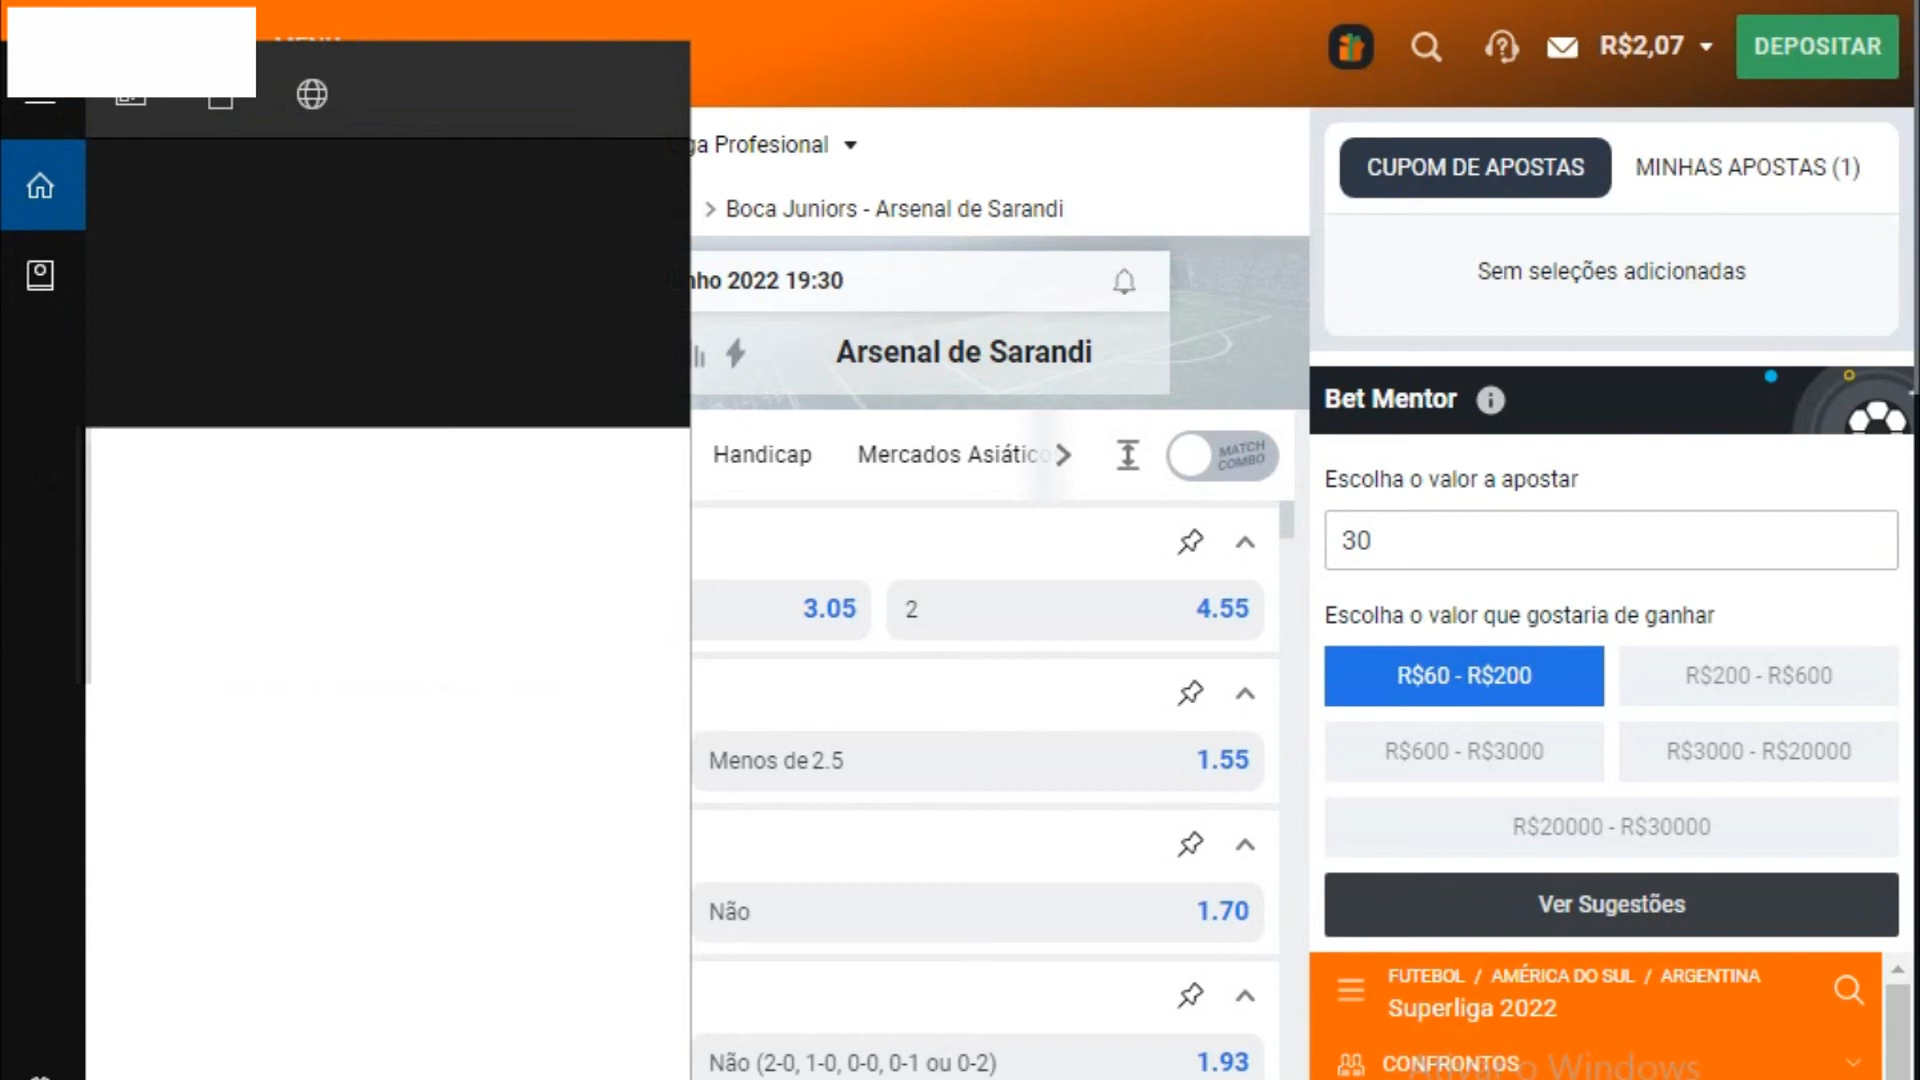 R$2,07
DEPOSITAR
ga Profesional
CUPOM DE APOSTAS
MINHAS APOSTAS (1)
Boca Juniors - Arsenal de Sarandi
Sem seleções adicionadas
nho 2022 19:30
Arsenal de Sarandi
Bet Mentor
Handicap
Mercados Asiático
MATCH
COMBO
Escolha o valor a apostar
30
3.05
2
4.55
Escolha o valor que gostaria de ganhar
R$60 - R$200
R$200 - R$600
R$600 - R$3000
R$3000 - R$20000
Menos de 2.5
1.55
R$20000 - R$30000
Não
1.70
Ver Sugestões
FUTEBOL / AMÉRICA DO SUL / ARGENTINA
Superliga 2022
Não (2-0, 1-0, 0-0, 0-1 ou 0-2)
1.93
CONFRONTOS
o Windows